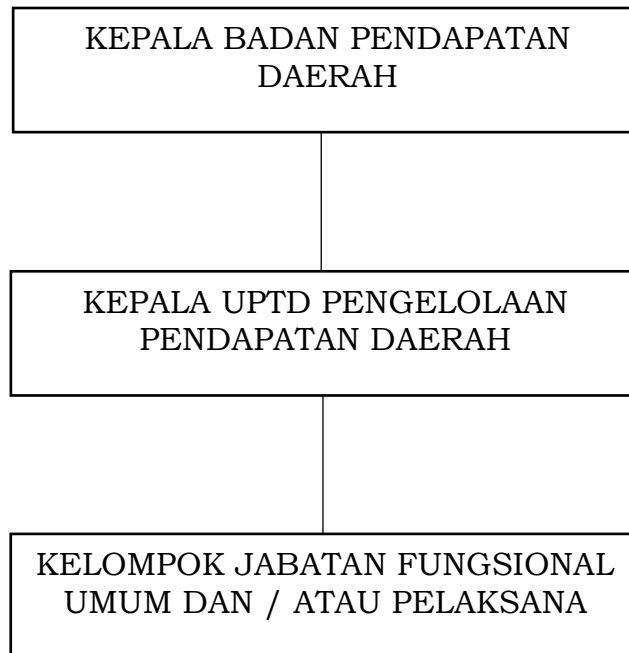 KEPALA BADAN PENDAPATAN
DAERAH
KEPALA UPTD PENGELOLAAN
PENDAPATAN DAERAH
KELOMPOK JABATAN FUNGSIONAL
UMUM DAN / ATAU PELAKSANA